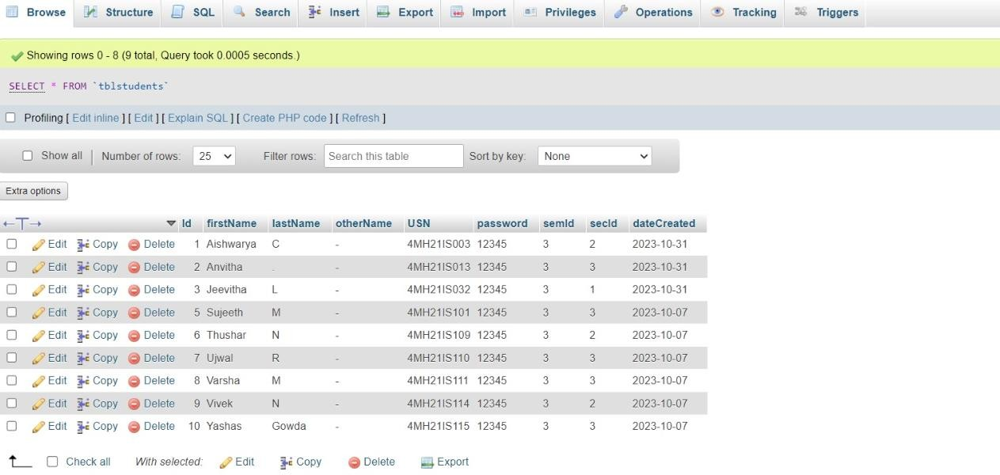 Browse Structure SQL Search Insert Export Import Privileges Operations Tracking Triggers
Showing rows 0 - 8 (9 total, Query took 0.0005 seconds.)
SELECT * FROM `tblstudents`
Profiling [ Edit inline ] [ Edit ] [ Explain SQL ] [ Create PHP code ] [ Refresh ]
Show all Number of rows: 25 Filter rows: Search this table Sort by key: None
Extra options
Id firstName lastName otherName USN password semId secId dateCreated
Edit Copy Delete 1 Aishwarya C - 4MH21IS003 12345 3 2 2023-10-31
Edit Copy Delete 2 Anvitha . - 4MH21IS013 12345 3 3 2023-10-31
Edit Copy Delete 3 Jeevitha L - 4MH21IS032 12345 3 1 2023-10-31
Edit Copy Delete 5 Sujeeth M - 4MH21IS101 12345 3 3 2023-10-07
Edit Copy Delete 6 Thushar N - 4MH21IS109 12345 3 2 2023-10-07
Edit Copy Delete 7 Ujwal R - 4MH21IS110 12345 3 3 2023-10-07
Edit Copy Delete 8 Varsha M - 4MH21IS111 12345 3 3 2023-10-07
Edit Copy Delete 9 Vivek N - 4MH21IS114 12345 3 2 2023-10-07
Edit Copy Delete 10 Yashas Gowda - 4MH21IS115 12345 3 3 2023-10-07
Check all With selected: Edit Copy Delete Export